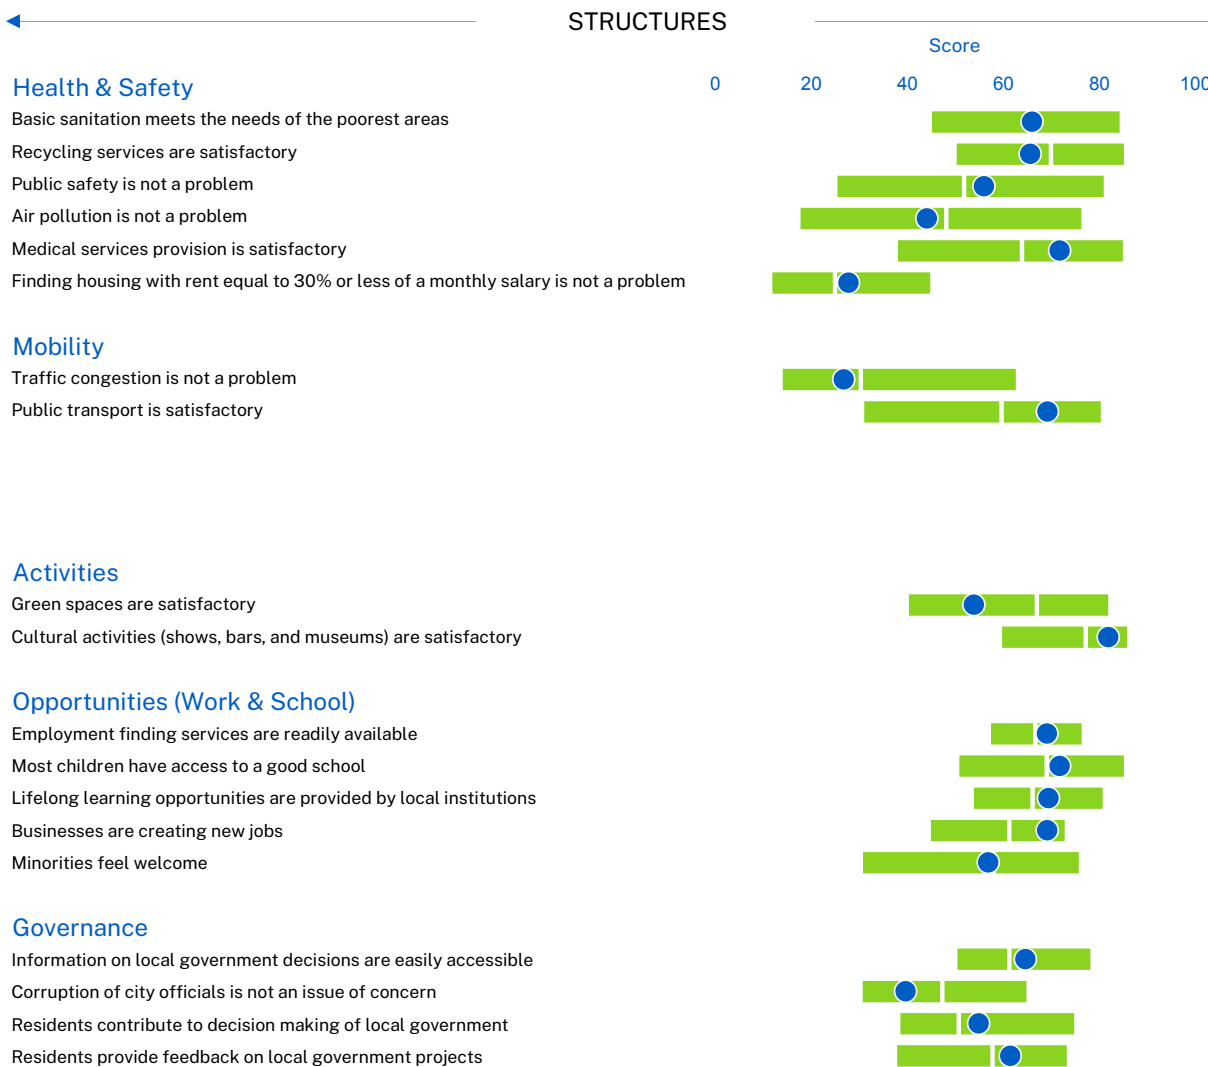 STRUCTURES
Score
0 20 40 60 80 100
Health & Safety
Basic sanitation meets the needs of the poorest areas
Recycling services are satisfactory
Public safety is not a problem
Air pollution is not a problem
Medical services provision is satisfactory
Finding housing with rent equal to 30% or less of a monthly salary is not a problem
Mobility
Traffic congestion is not a problem
Public transport is satisfactory
Activities
Green spaces are satisfactory
Cultural activities (shows, bars, and museums) are satisfactory
Opportunities (Work & School)
Employment finding services are readily available
Most children have access to a good school
Lifelong learning opportunities are provided by local institutions
Businesses are creating new jobs
Minorities feel welcome
Governance
Information on local government decisions are easily accessible
Corruption of city officials is not an issue of concern
Residents contribute to decision making of local government
Residents provide feedback on local government projects